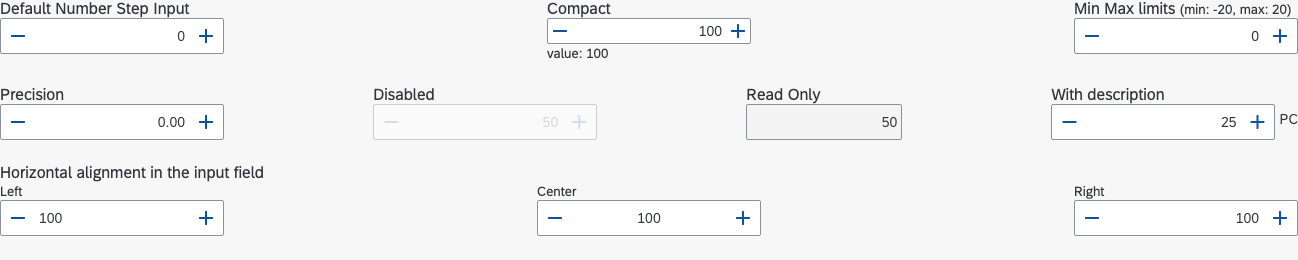 Default Number Step Input
Compact
Min Max limits (min: -20, max: 20)
0
100
0
value: 100
Precision
Disabled
Read Only
With description
0.00
50
50
25
PC
Horizontal alignment in the input field
Left
Center
Right
100
100
100